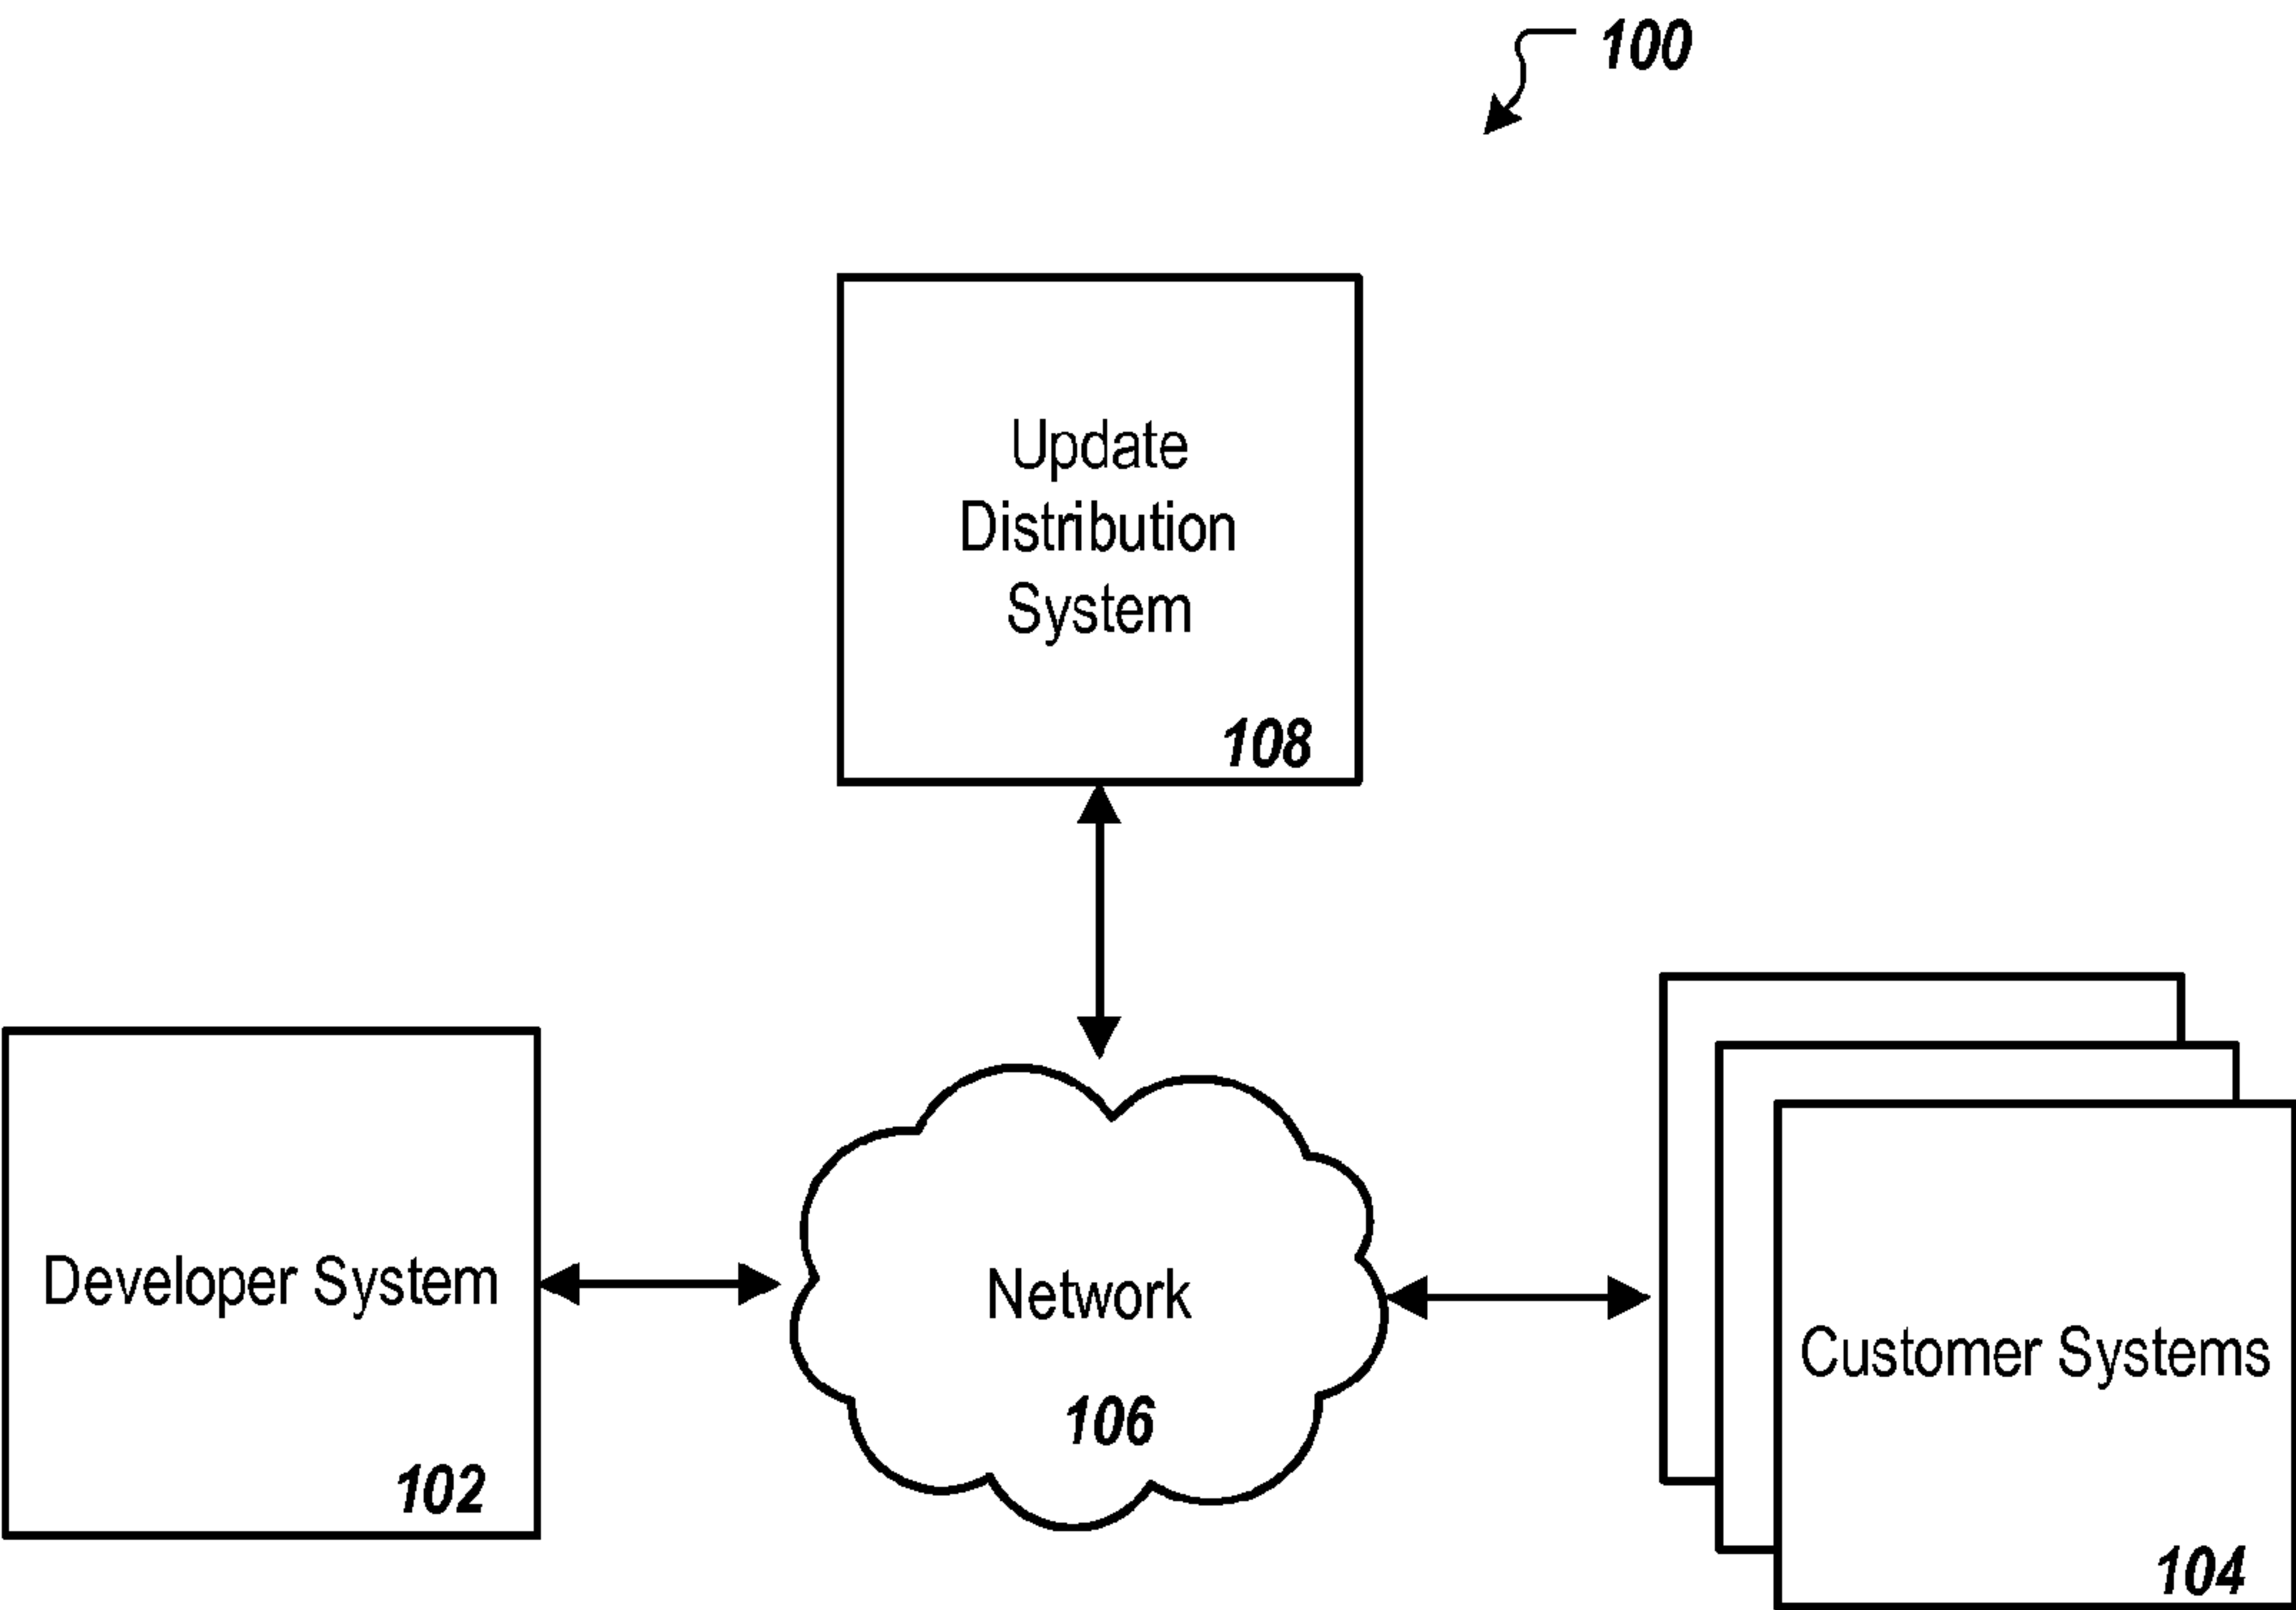 100
Update
Distribution
System
108
Developer System
102
Network
106
Customer Systems
104